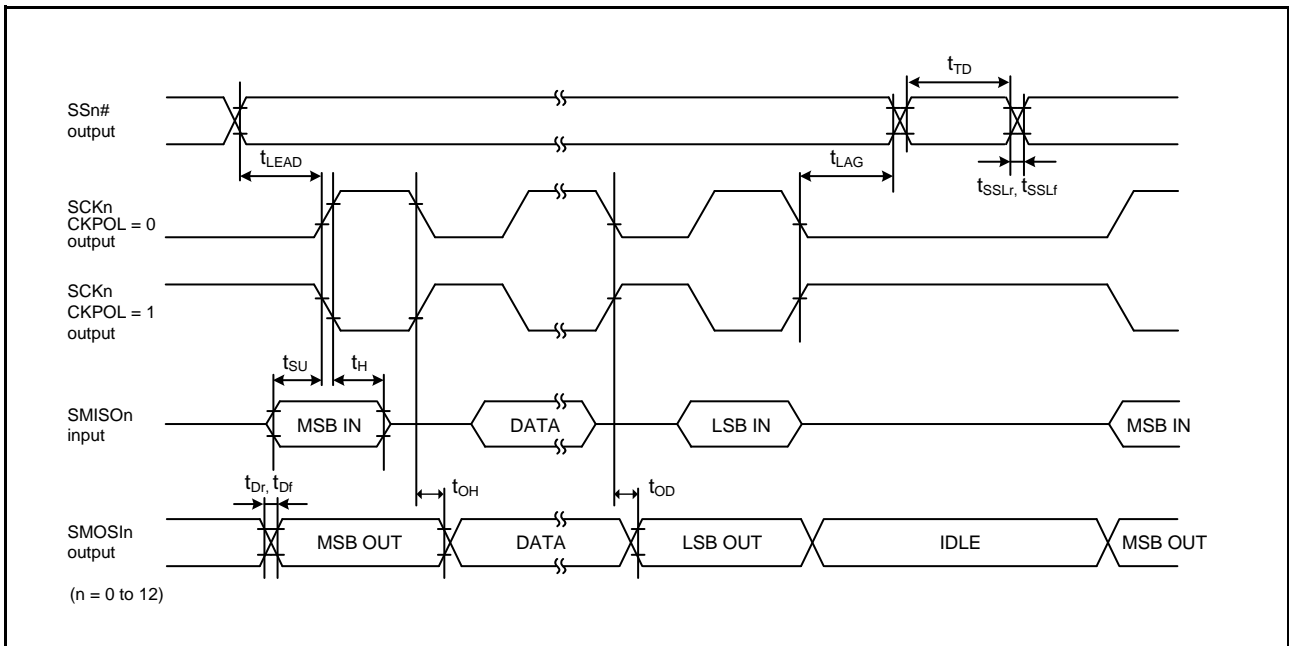 SSn#
output
tTD
tLEAD
tLAG
tSSLr, tSSLf
SCKn
CKPOL = 0
output
SCKn
CKPOL = 1
output
tSU
tH
SMISOn
input
MSB IN
DATA
LSB IN
MSB IN
tDr, tDf
tOH
tOD
SMOSIn
output
MSB OUT
DATA
LSB OUT
IDLE
MSB OUT
(n = 0 to 12)